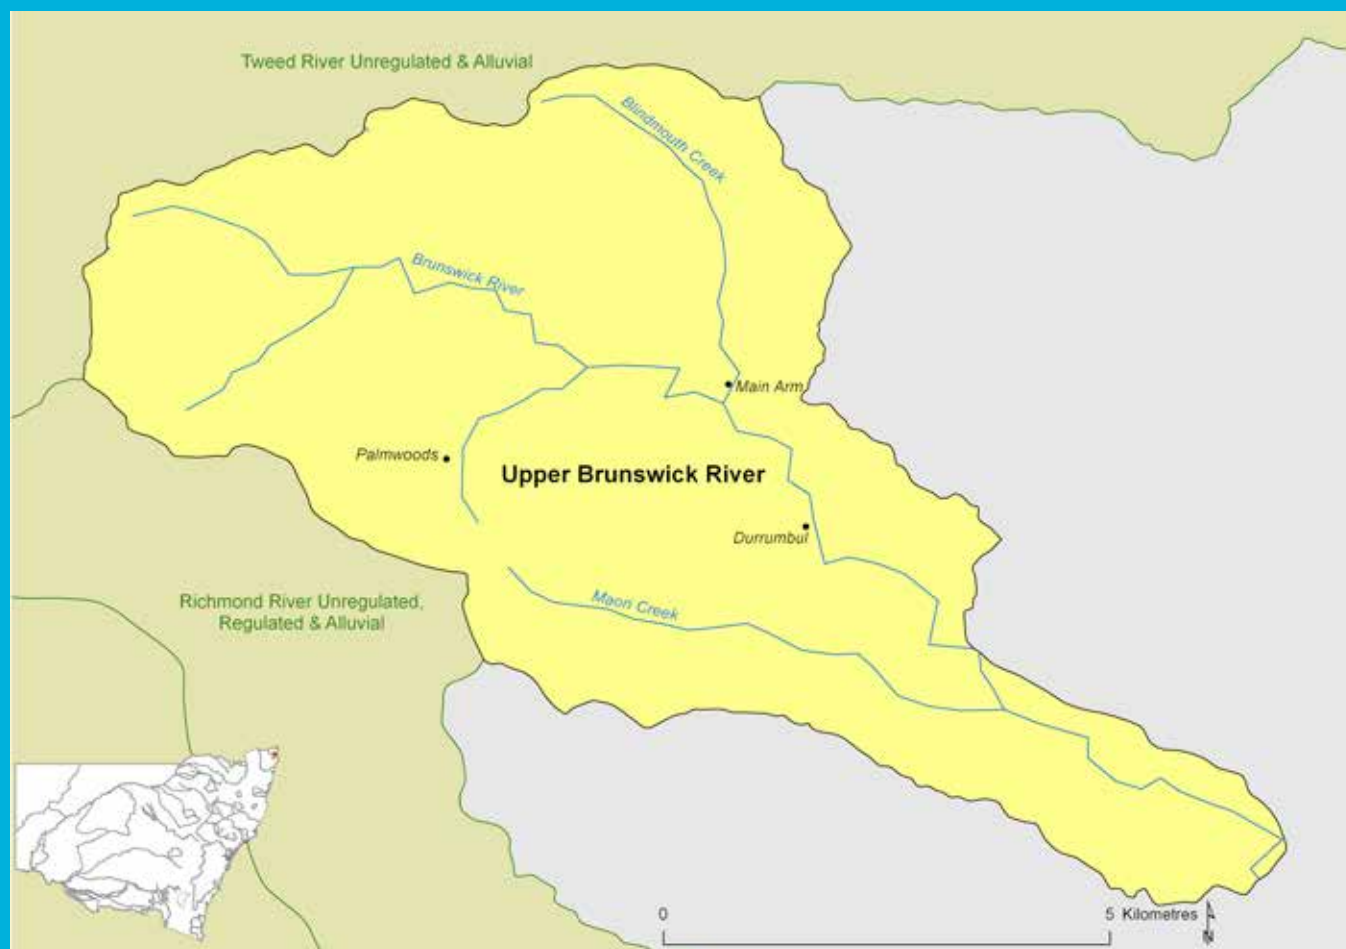 Tweed River Unregulated & Alluvial
Blindmouth Creek
Brunswick River
Main Arm
Palmwoods
Upper Brunswick River
Durrumbul
Maori Creek
Richmond River Unregulated,
Regulated & Alluvial
0
5 Kilometres
N